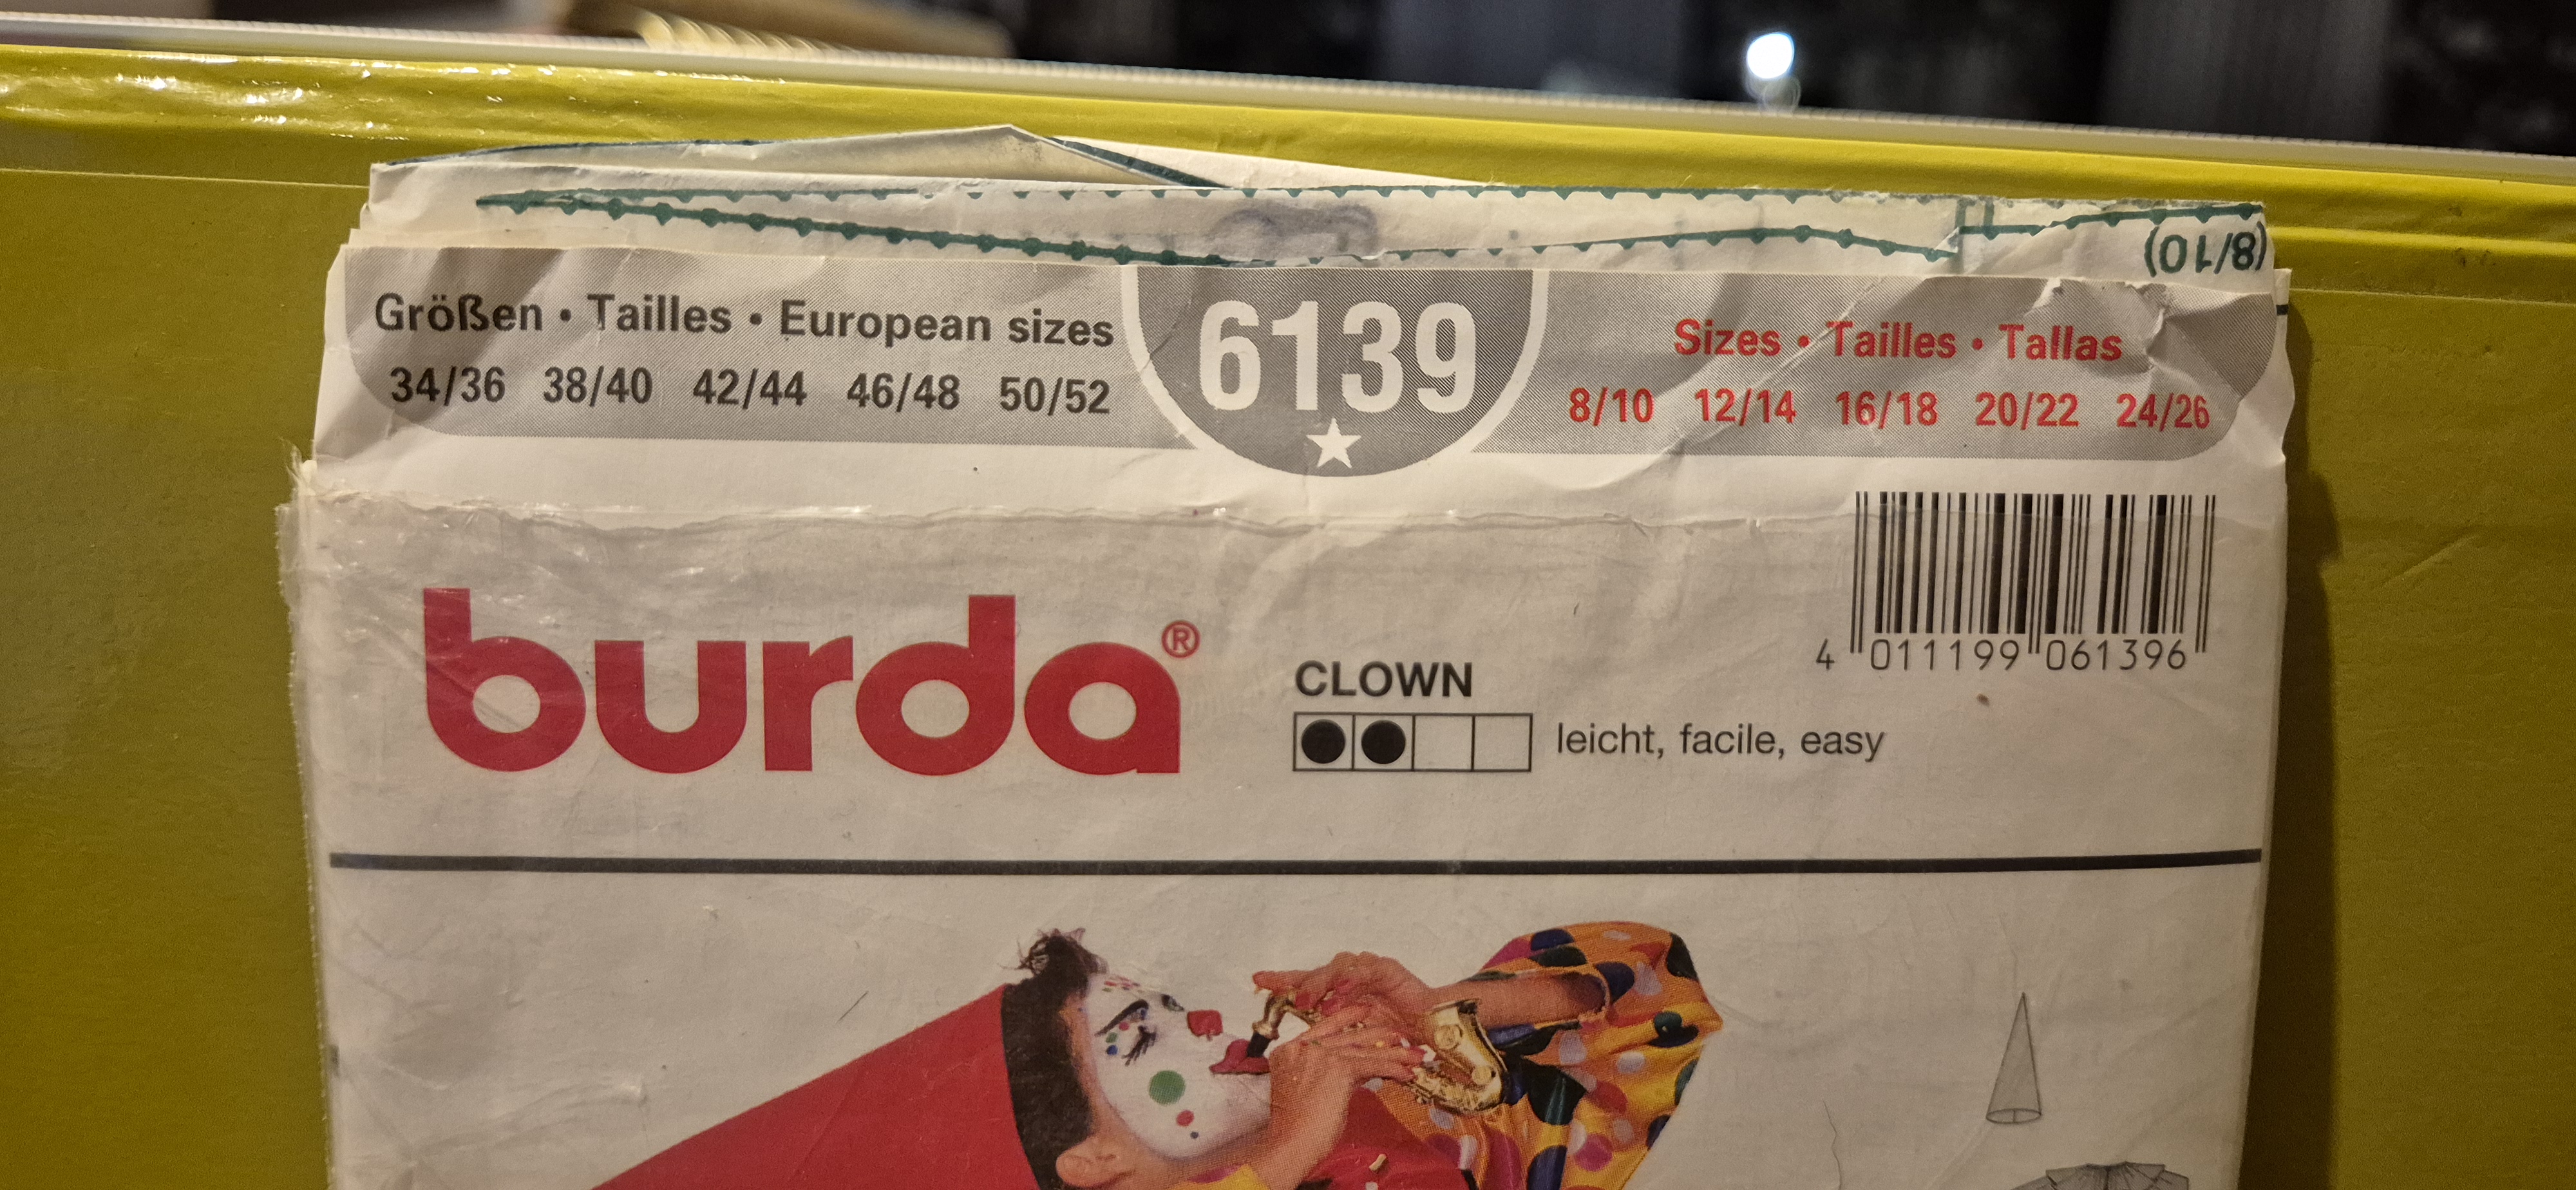 (8/10)
Größen • Tailles • European sizes
34/36 38/40 42/44 46/48 50/52
6139
Sizes • Tailles • Tallas
8/10 12/14 16/18 20/22 24/26
4 011199 061396
burda®
CLOWN
leicht, facile, easy